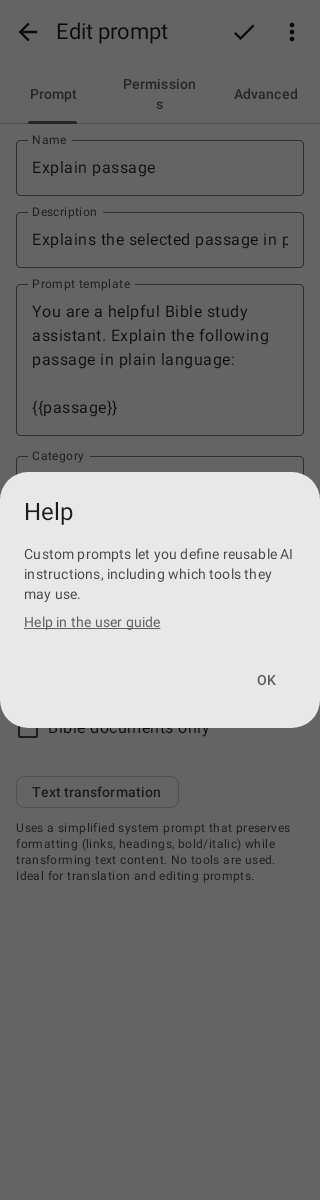 Edit prompt
Prompt
Permission
s
Advanced
Name
Explain passage
Description
Explains the selected passage in p
Prompt template
You are a helpful Bible study
assistant. Explain the following
passage in plain language:
{{passage}}
Category
Help
Custom prompts let you define reusable AI
instructions, including which tools they
may use.
Help in the user guide
OK
Bible documents only
Text transformation
Uses a simplified system prompt that preserves
formatting (links, headings, bold/italic) while
transforming text content. No tools are used.
Ideal for translation and editing prompts.